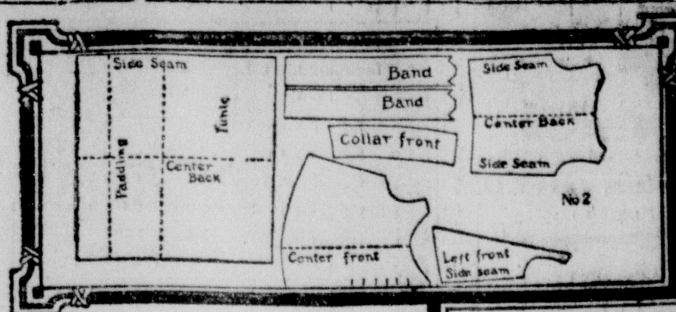 Side Seam
Tunic
Padding
Center
Back
Band
Band
Collar front
Center front
Side Seam
Center Back
Side Seam
No 2
Left front
Side seam